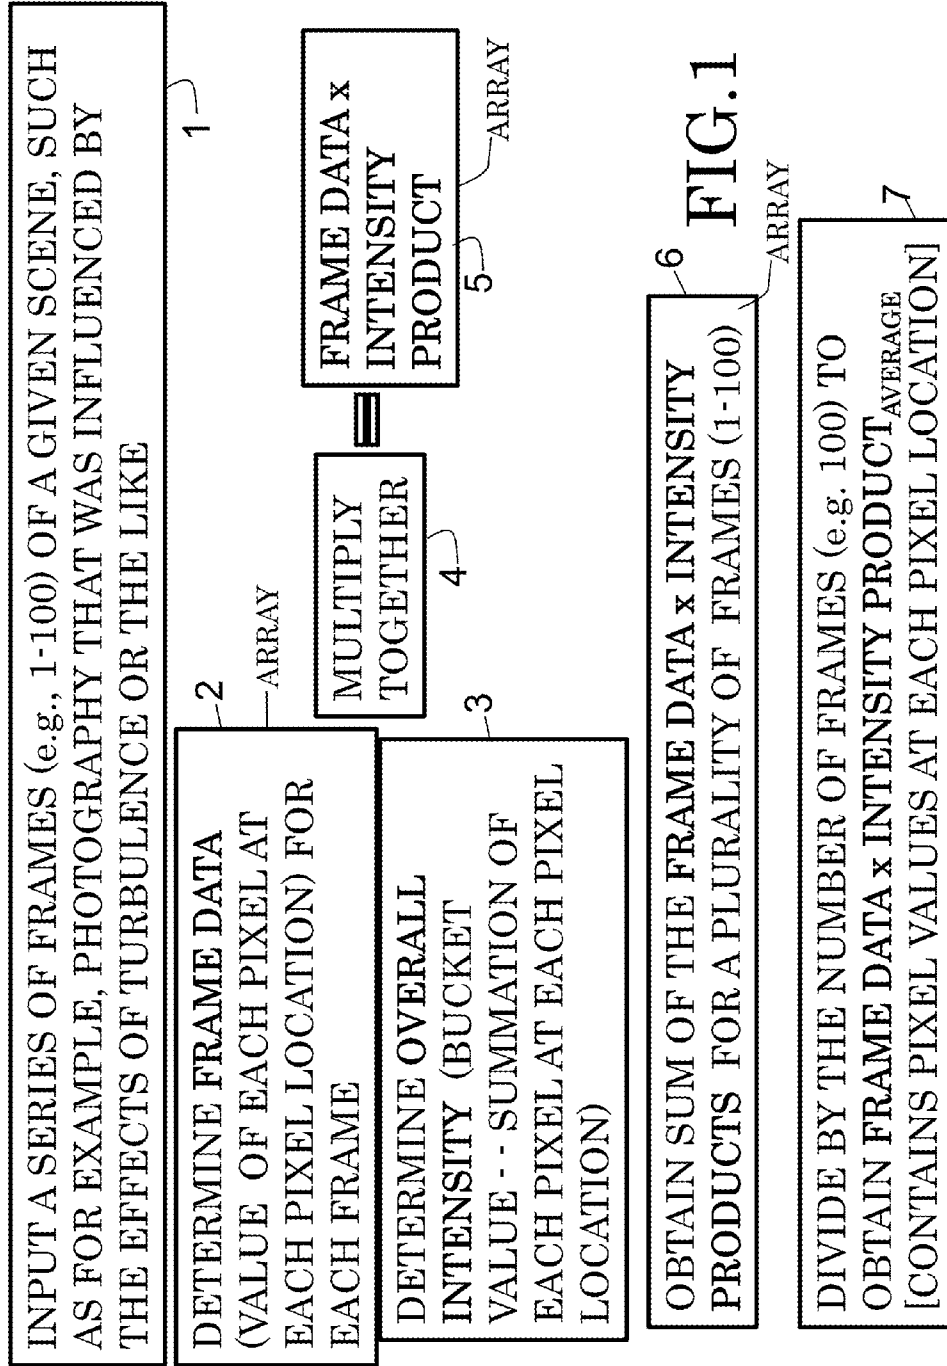 INPUT A SERIES OF FRAMES (e.g., 1-100) OF A GIVEN SCENE, SUCH
AS FOR EXAMPLE, PHOTOGRAPHY THAT WAS INFLUENCED BY
THE EFFECTS OF TURBULENCE OR THE LIKE
1
DETERMINE FRAME DATA
(VALUE OF EACH PIXEL AT
EACH PIXEL LOCATION) FOR
EACH FRAME
2
ARRAY
DETERMINE OVERALL
INTENSITY (BUCKET
VALUE - - SUMMATION OF
EACH PIXEL AT EACH PIXEL
LOCATION)
3
MULTIPLY
TOGETHER
4
=
FRAME DATA x
INTENSITY
PRODUCT
5
ARRAY
OBTAIN SUM OF THE FRAME DATA x INTENSITY
PRODUCTS FOR A PLURALITY OF FRAMES (1-100)
6
ARRAY
FIG.1
DIVIDE BY THE NUMBER OF FRAMES (e.g. 100) TO
OBTAIN FRAME DATA x INTENSITY PRODUCT AVERAGE
[CONTAINS PIXEL VALUES AT EACH PIXEL LOCATION]
7